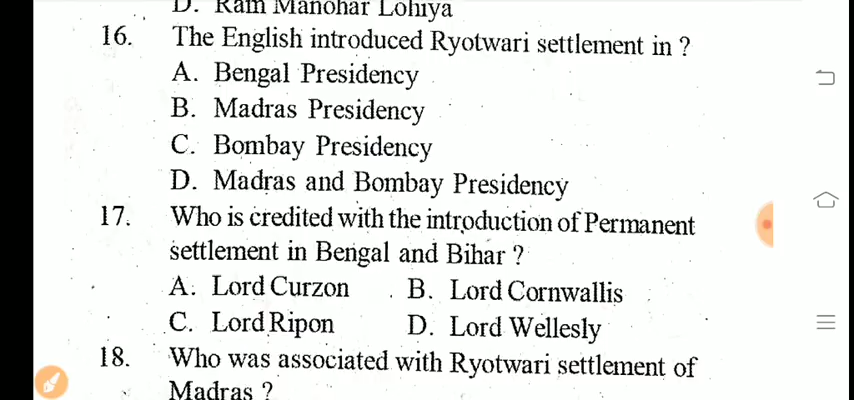 D. Ram Manohar Lohiya
16. The English introduced Ryotwari settlement in ?
A. Bengal Presidency
B. Madras Presidency
C. Bombay Presidency
D. Madras and Bombay Presidency
17. Who is credited with the introduction of Permanent
settlement in Bengal and Bihar ?
A. Lord Curzon B. Lord Cornwallis
C. Lord Ripon D. Lord Wellesly
18. Who was associated with Ryotwari settlement of
Madras ?